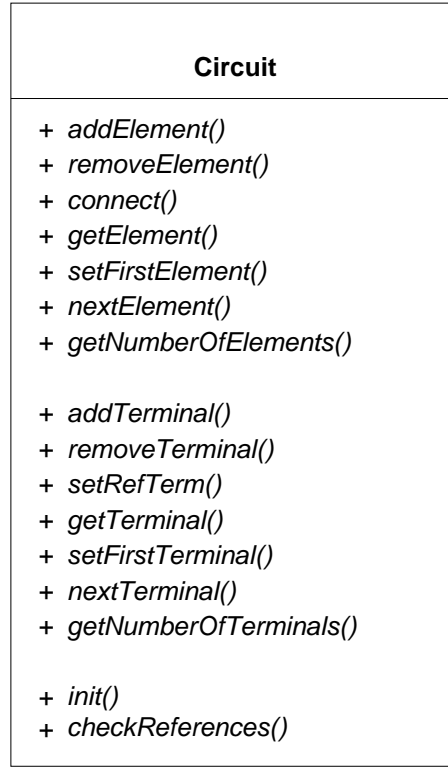 Circuit
+ addElement()
+ removeElement()
+ connect()
+ getElement()
+ setFirstElement()
+ nextElement()
+ getNumberOfElements()
+ addTerminal()
+ removeTerminal()
+ setRefTerm()
+ getTerminal()
+ setFirstTerminal()
+ nextTerminal()
+ getNumberOfTerminals()
+ init()
+ checkReferences()